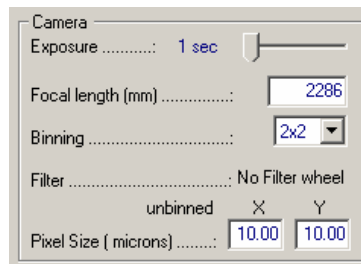 Camera
Exposure ...........: 1 sec
Focal length (mm) ................: 2286
Binning ..................................: 2x2
Filter ......................................: No Filter wheel
unbinned X Y
Pixel Size ( microns) .......: 10.00 10.00